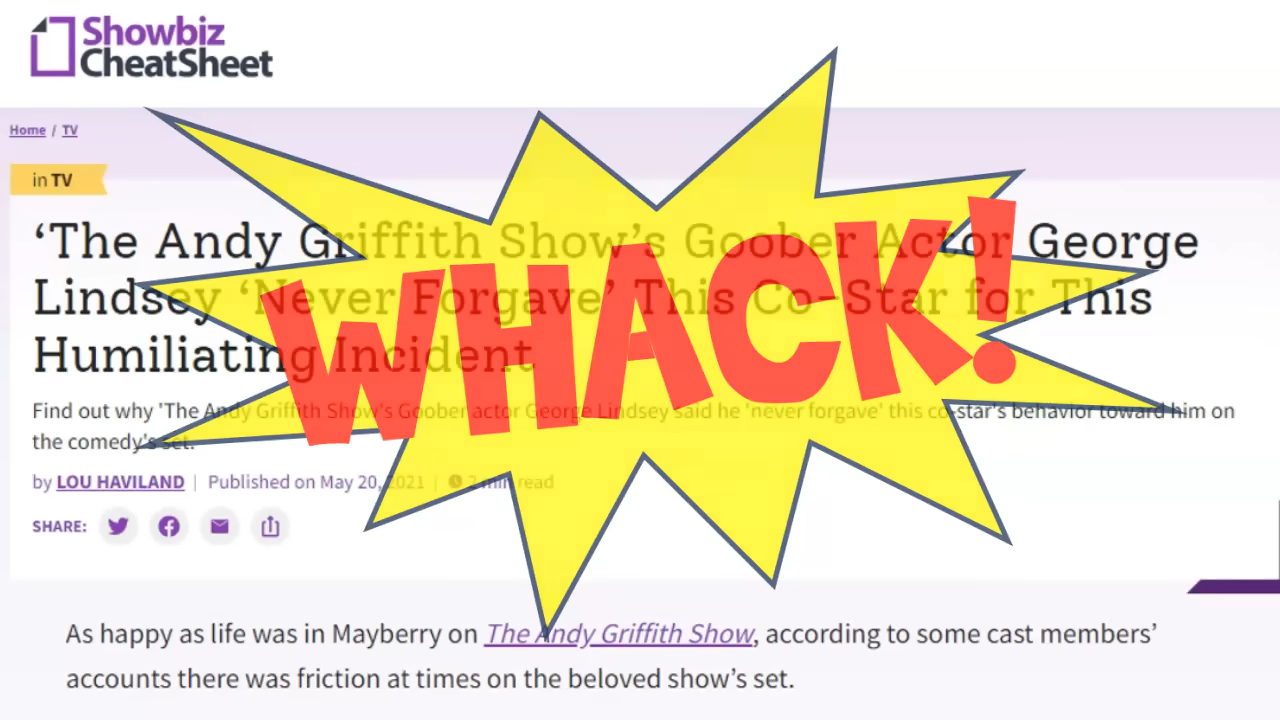 Showbiz
CheatSheet
Home / TV
in TV
‘The Andy Griffith Show’s Goober Actor George
Lindsey ‘Never Forgave’ This Co-Star for This
Humiliating Incident
WHACK!
Find out why 'The Andy Griffith Show's Goober actor George Lindsey said he 'never forgave' this co-star's behavior toward him on
the comedy's set.
by LOU HAVILAND | Published on May 20, 2021 | 2 min read
SHARE:
As happy as life was in Mayberry on The Andy Griffith Show, according to some cast members’
accounts there was friction at times on the beloved show’s set.